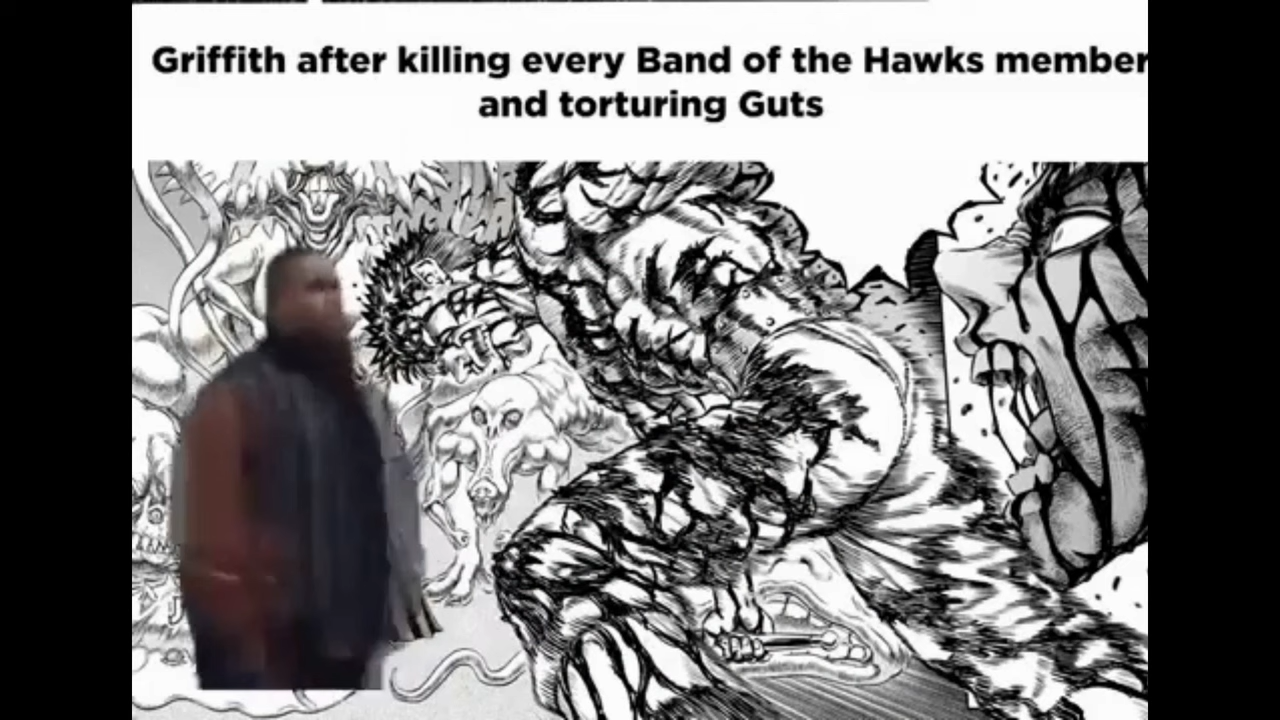 Griffith after killing every Band of the Hawks member
and torturing Guts